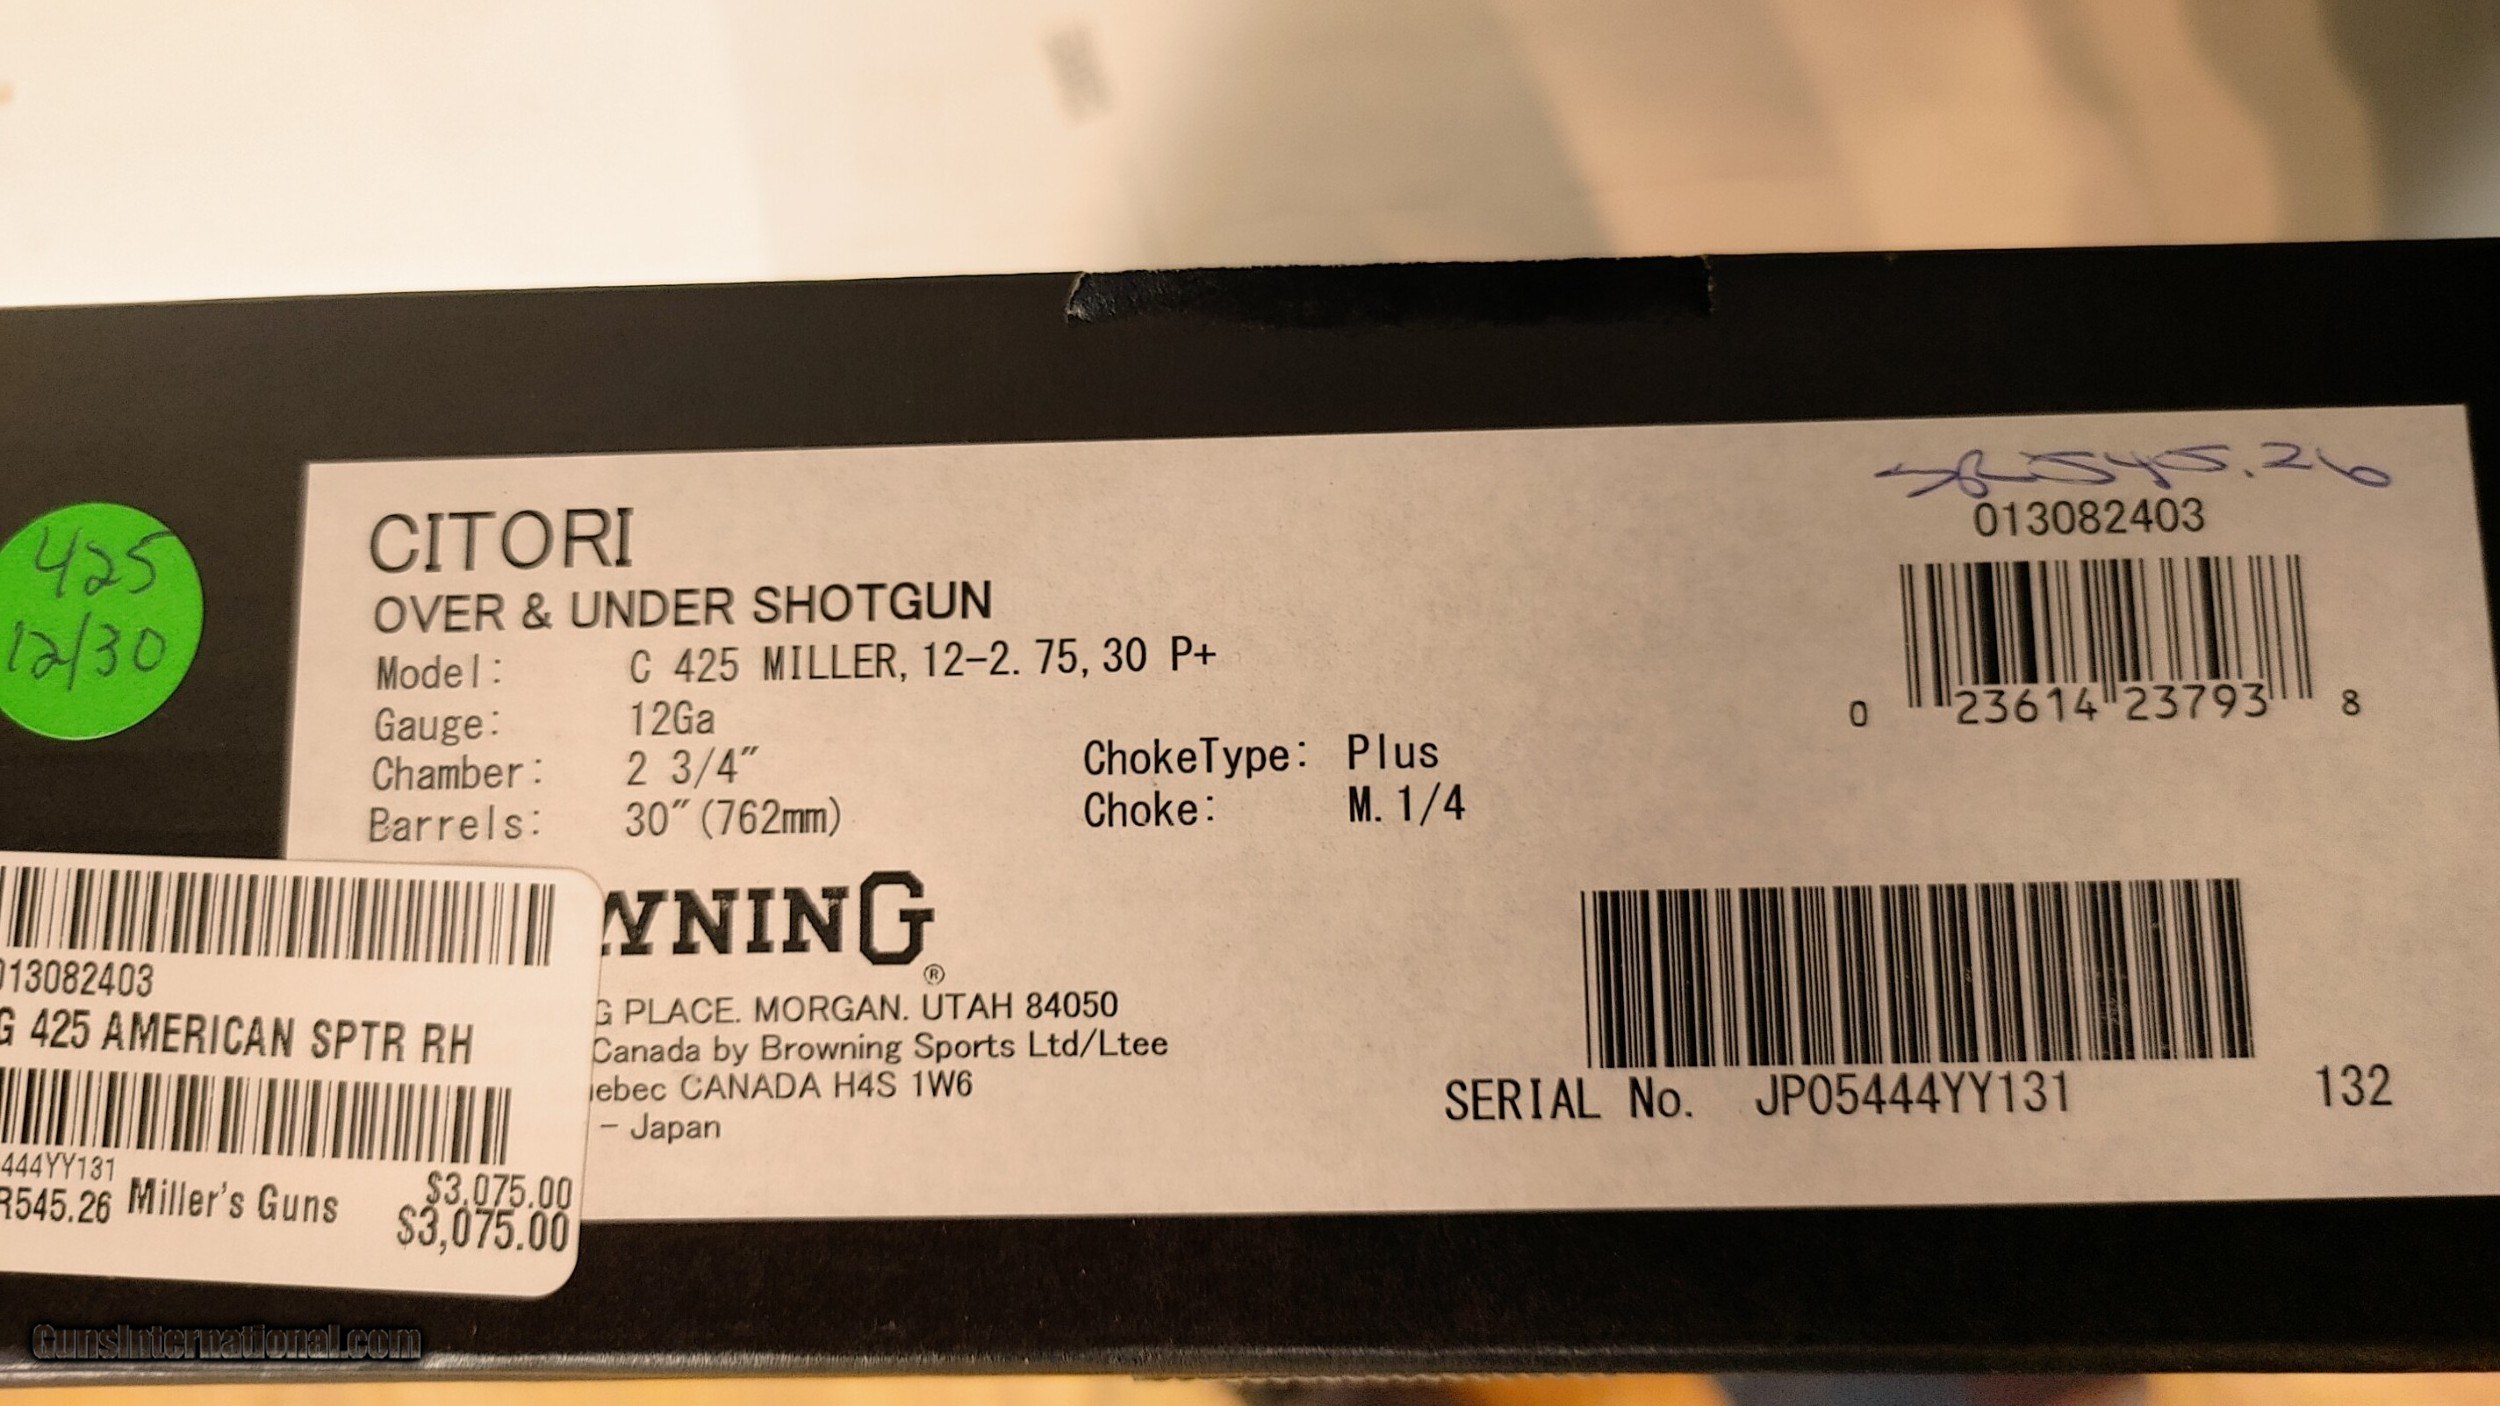 545.26
013082403
CITORI
OVER & UNDER SHOTGUN
Model: C 425 MILLER, 12-2.75, 30 P+
Gauge: 12Ga
Chamber: 2 3/4"
Barrels: 30"(762mm)
ChokeType: Plus
Choke: M. 1/4
0 23614 23793 8
425
12/30
WNING®
G PLACE. MORGAN. UTAH 84050
Canada by Browning Sports Ltd/Ltee
ebec CANADA H4S 1W6
- Japan
SERIAL No. JP05444YY131 132
013082403
G 425 AMERICAN SPTR RH
444YY131
R545.26 Miller's Guns
$3,075.00
$3,075.00
GunsInternational.com